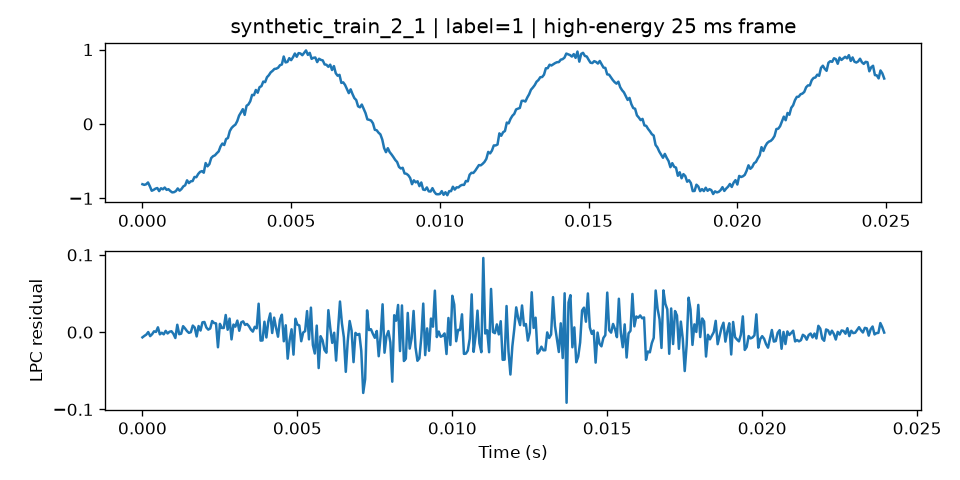 synthetic_train_2_1 | label=1 | high-energy 25 ms frame
1
0
−1
0.000 0.005 0.010 0.015 0.020 0.025
0.1
0.0
−0.1
LPC residual
0.000 0.005 0.010 0.015 0.020 0.025
Time (s)